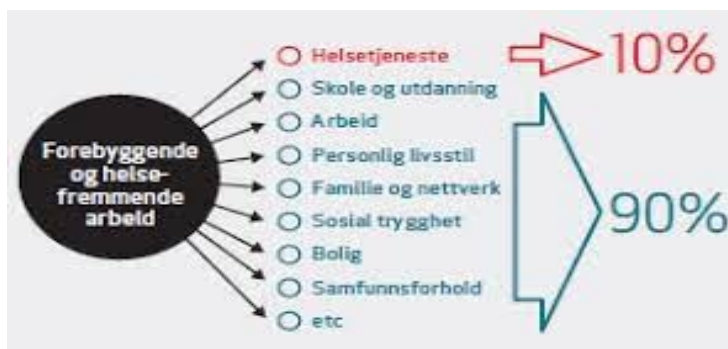 Forebyggende
og helse-
fremmende
arbeid
Helsetjeneste
Skole og utdanning
Arbeid
Personlig livsstil
Familie og nettverk
Sosial trygghet
Bolig
Samfunnsforhold
etc
10%
90%